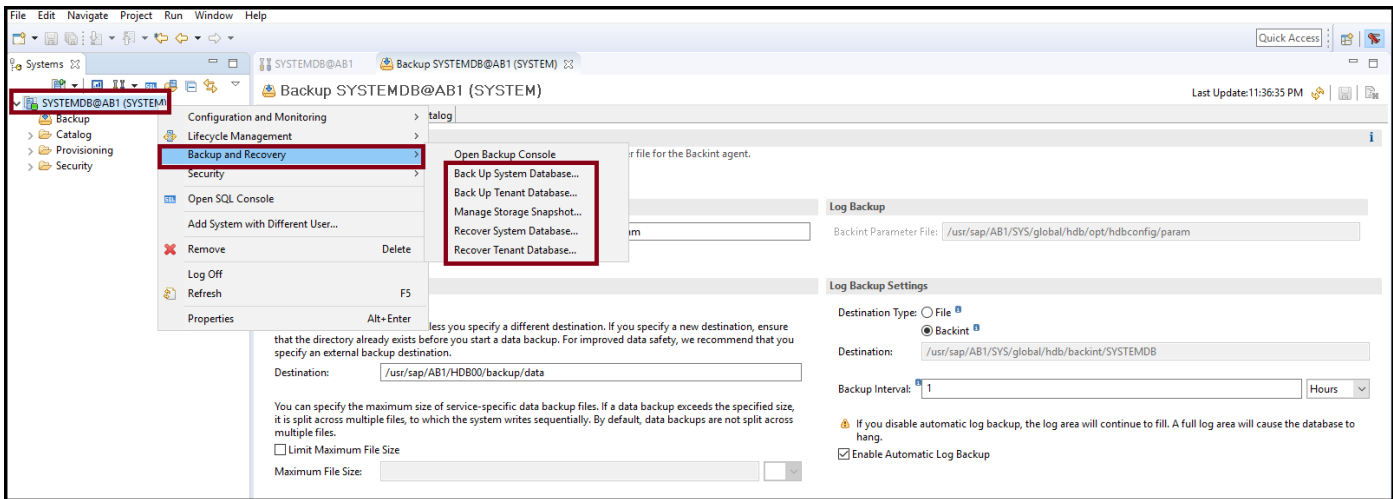 File Edit Navigate Project Run Window Help
Quick Access
Systems
SYSTEMDB@AB1
Backup SYSTEMDB@AB1 (SYSTEM)
SYSTEMDB@AB1 (SYSTEM)
Backup
Catalog
Provisioning
Security
Backup SYSTEMDB@AB1 (SYSTEM)
Last Update:11:36:35 PM
talog
Configuration and Monitoring
Lifecycle Management
Backup and Recovery
Security
SQL Open SQL Console
Add System with Different User...
Remove Delete
Log Off
Refresh F5
Properties Alt+Enter
Open Backup Console
Back Up System Database...
Back Up Tenant Database...
Manage Storage Snapshot...
Recover System Database...
Recover Tenant Database...
r file for the Backint agent.
am
Log Backup
Backint Parameter File: /usr/sap/AB1/SYS/global/hdb/opt/hdbconfig/param
less you specify a different destination. If you specify a new destination, ensure
that the directory already exists before you start a data backup. For improved data safety, we recommend that you
specify an external backup destination.
Destination: /usr/sap/AB1/HDB00/backup/data
You can specify the maximum size of service-specific data backup files. If a data backup exceeds the specified size,
it is split across multiple files, to which the system writes sequentially. By default, data backups are not split across
multiple files.
Limit Maximum File Size
Maximum File Size:
Log Backup Settings
Destination Type: File
Backint
Destination: /usr/sap/AB1/SYS/global/hdb/backint/SYSTEMDB
Backup Interval: 1 Hours
If you disable automatic log backup, the log area will continue to fill. A full log area will cause the database to
hang.
Enable Automatic Log Backup